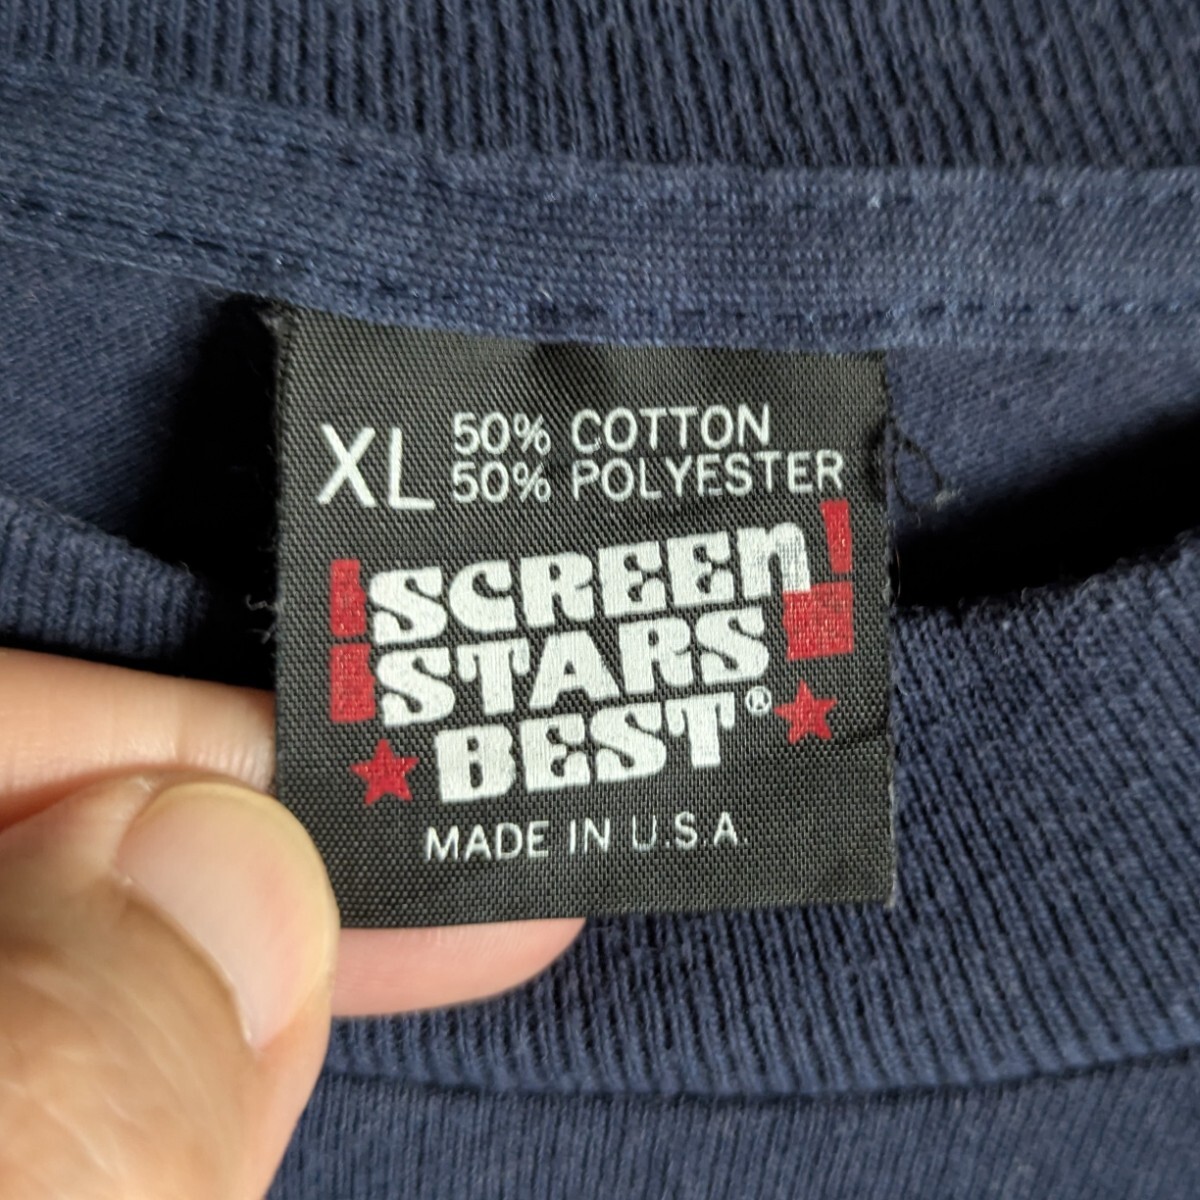 XL 50% COTTON
50% POLYESTER
SCREEn
STARS
BEST®
MADE IN U.S.A.